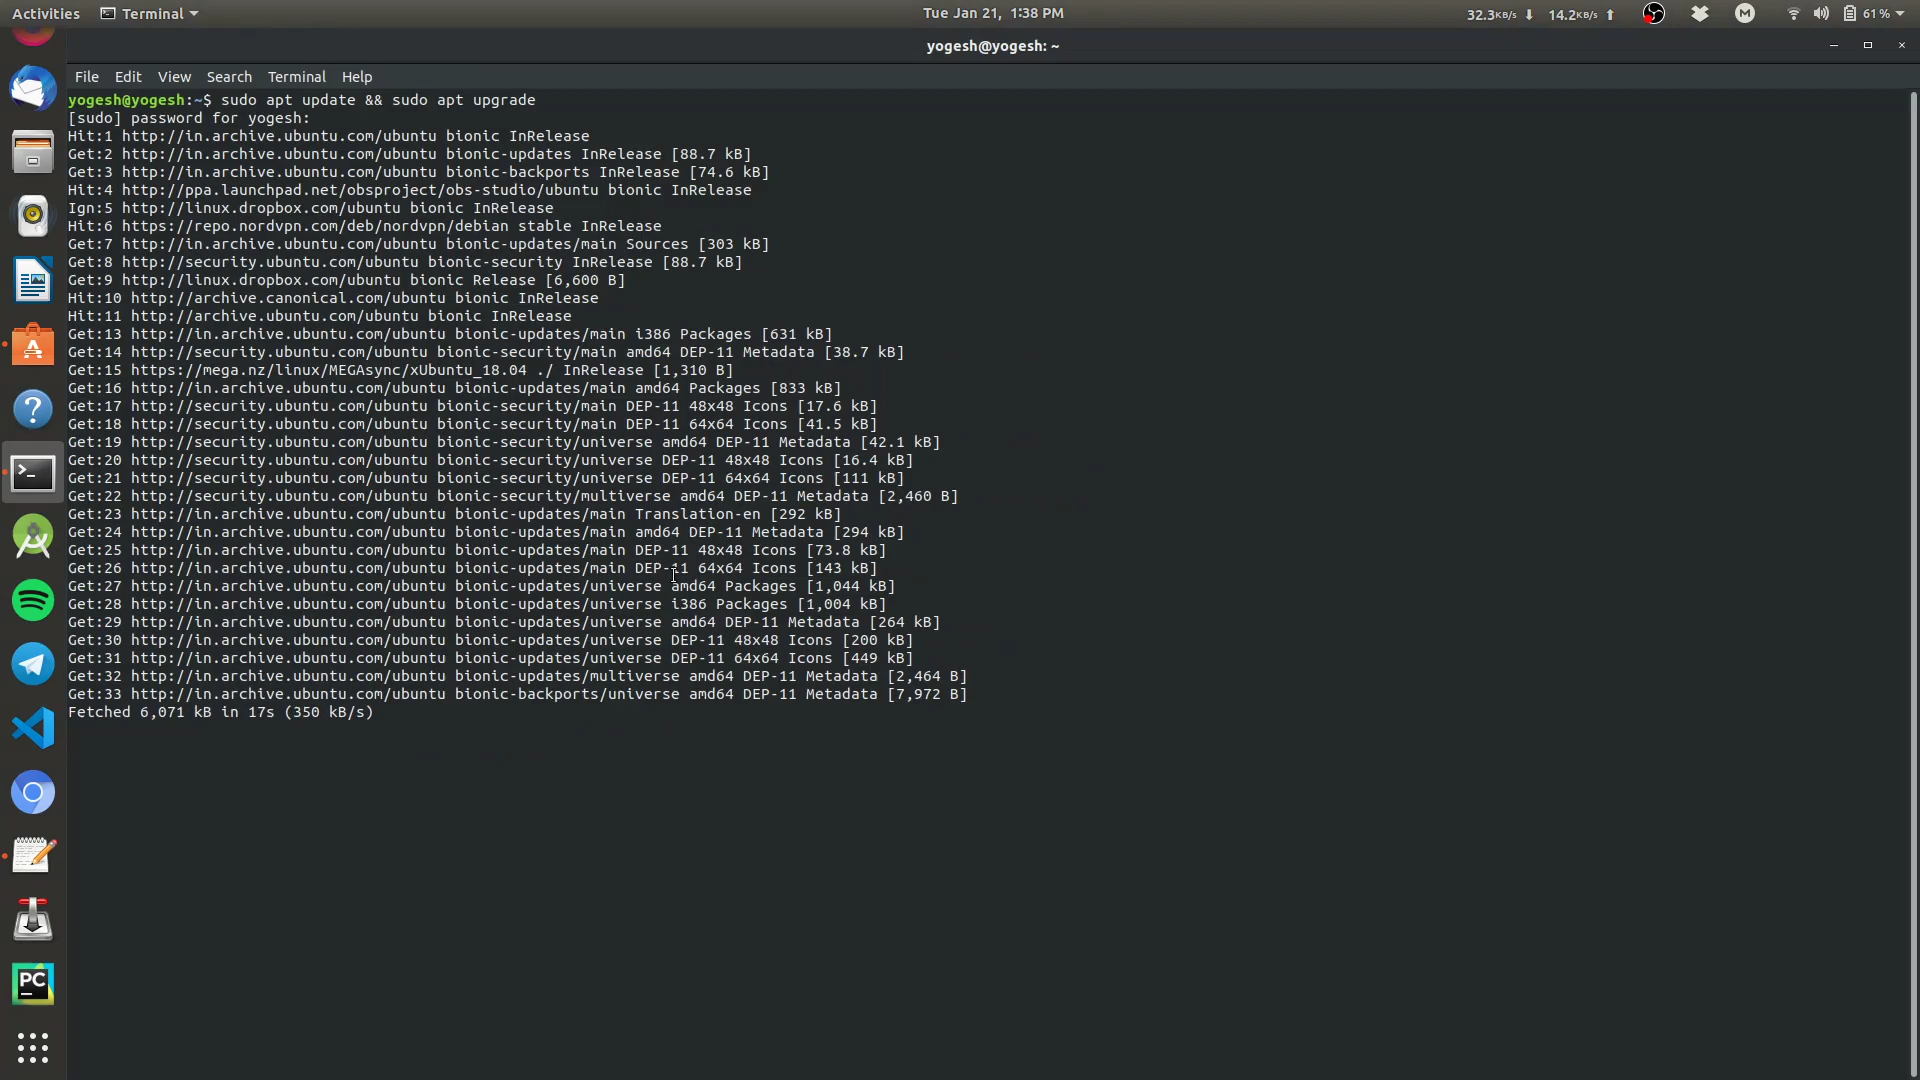 Activities Terminal Tue Jan 21, 1:38 PM 32.3KB/s ⬇ 14.2KB/s ⬆ M 61 %
yogesh@yogesh: ~
File Edit View Search Terminal Help
yogesh@yogesh:~$ sudo apt update && sudo apt upgrade
[sudo] password for yogesh:
Hit:1 http://in.archive.ubuntu.com/ubuntu bionic InRelease
Get:2 http://in.archive.ubuntu.com/ubuntu bionic-updates InRelease [88.7 kB]
Get:3 http://in.archive.ubuntu.com/ubuntu bionic-backports InRelease [74.6 kB]
Hit:4 http://ppa.launchpad.net/obsproject/obs-studio/ubuntu bionic InRelease
Ign:5 http://linux.dropbox.com/ubuntu bionic InRelease
Hit:6 https://repo.nordvpn.com/deb/nordvpn/debian stable InRelease
Get:7 http://in.archive.ubuntu.com/ubuntu bionic-updates/main Sources [303 kB]
Get:8 http://security.ubuntu.com/ubuntu bionic-security InRelease [88.7 kB]
Get:9 http://linux.dropbox.com/ubuntu bionic Release [6,600 B]
Hit:10 http://archive.canonical.com/ubuntu bionic InRelease
Hit:11 http://archive.ubuntu.com/ubuntu bionic InRelease
Get:13 http://in.archive.ubuntu.com/ubuntu bionic-updates/main i386 Packages [631 kB]
Get:14 http://security.ubuntu.com/ubuntu bionic-security/main amd64 DEP-11 Metadata [38.7 kB]
Get:15 https://mega.nz/linux/MEGAsync/xUbuntu_18.04 ./ InRelease [1,310 B]
Get:16 http://in.archive.ubuntu.com/ubuntu bionic-updates/main amd64 Packages [833 kB]
Get:17 http://security.ubuntu.com/ubuntu bionic-security/main DEP-11 48x48 Icons [17.6 kB]
Get:18 http://security.ubuntu.com/ubuntu bionic-security/main DEP-11 64x64 Icons [41.5 kB]
Get:19 http://security.ubuntu.com/ubuntu bionic-security/universe amd64 DEP-11 Metadata [42.1 kB]
Get:20 http://security.ubuntu.com/ubuntu bionic-security/universe DEP-11 48x48 Icons [16.4 kB]
Get:21 http://security.ubuntu.com/ubuntu bionic-security/universe DEP-11 64x64 Icons [111 kB]
Get:22 http://security.ubuntu.com/ubuntu bionic-security/multiverse amd64 DEP-11 Metadata [2,460 B]
Get:23 http://in.archive.ubuntu.com/ubuntu bionic-updates/main Translation-en [292 kB]
Get:24 http://in.archive.ubuntu.com/ubuntu bionic-updates/main amd64 DEP-11 Metadata [294 kB]
Get:25 http://in.archive.ubuntu.com/ubuntu bionic-updates/main DEP-11 48x48 Icons [73.8 kB]
Get:26 http://in.archive.ubuntu.com/ubuntu bionic-updates/main DEP-11 64x64 Icons [143 kB]
Get:27 http://in.archive.ubuntu.com/ubuntu bionic-updates/universe amd64 Packages [1,044 kB]
Get:28 http://in.archive.ubuntu.com/ubuntu bionic-updates/universe i386 Packages [1,004 kB]
Get:29 http://in.archive.ubuntu.com/ubuntu bionic-updates/universe amd64 DEP-11 Metadata [264 kB]
Get:30 http://in.archive.ubuntu.com/ubuntu bionic-updates/universe DEP-11 48x48 Icons [200 kB]
Get:31 http://in.archive.ubuntu.com/ubuntu bionic-updates/universe DEP-11 64x64 Icons [449 kB]
Get:32 http://in.archive.ubuntu.com/ubuntu bionic-updates/multiverse amd64 DEP-11 Metadata [2,464 B]
Get:33 http://in.archive.ubuntu.com/ubuntu bionic-backports/universe amd64 DEP-11 Metadata [7,972 B]
Fetched 6,071 kB in 17s (350 kB/s)
PC